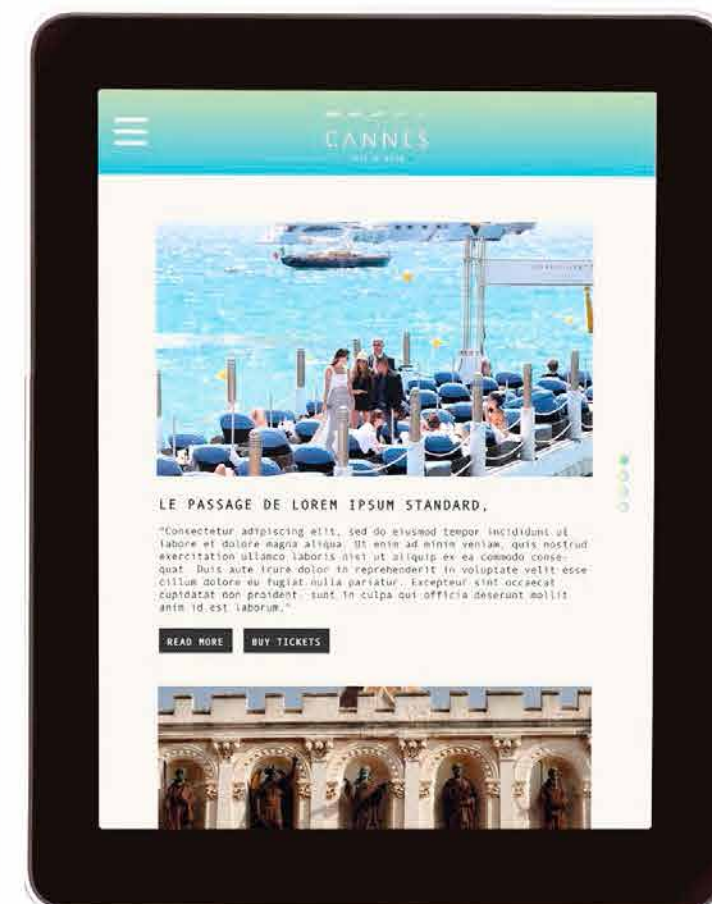 CANNES
LE PASSAGE DE LOREM IPSUM STANDARD,
"Consectetur adipiscing elit, sed do eiusmod tempor incididunt ut
labore et dolore magna aliqua. Ut enim ad minim veniam, quis nostrud
exercitation ullamco laboris nisi ut aliquip ex ea commodo conse-
quat. Duis aute irure dolor in reprehenderit in voluptate velit esse
cillum dolore eu fugiat nulla pariatur. Excepteur sint occaecat
cupidatat non proident, sunt in culpa qui officia deserunt mollit
anim id est laborum."
READ MORE
BUY TICKETS